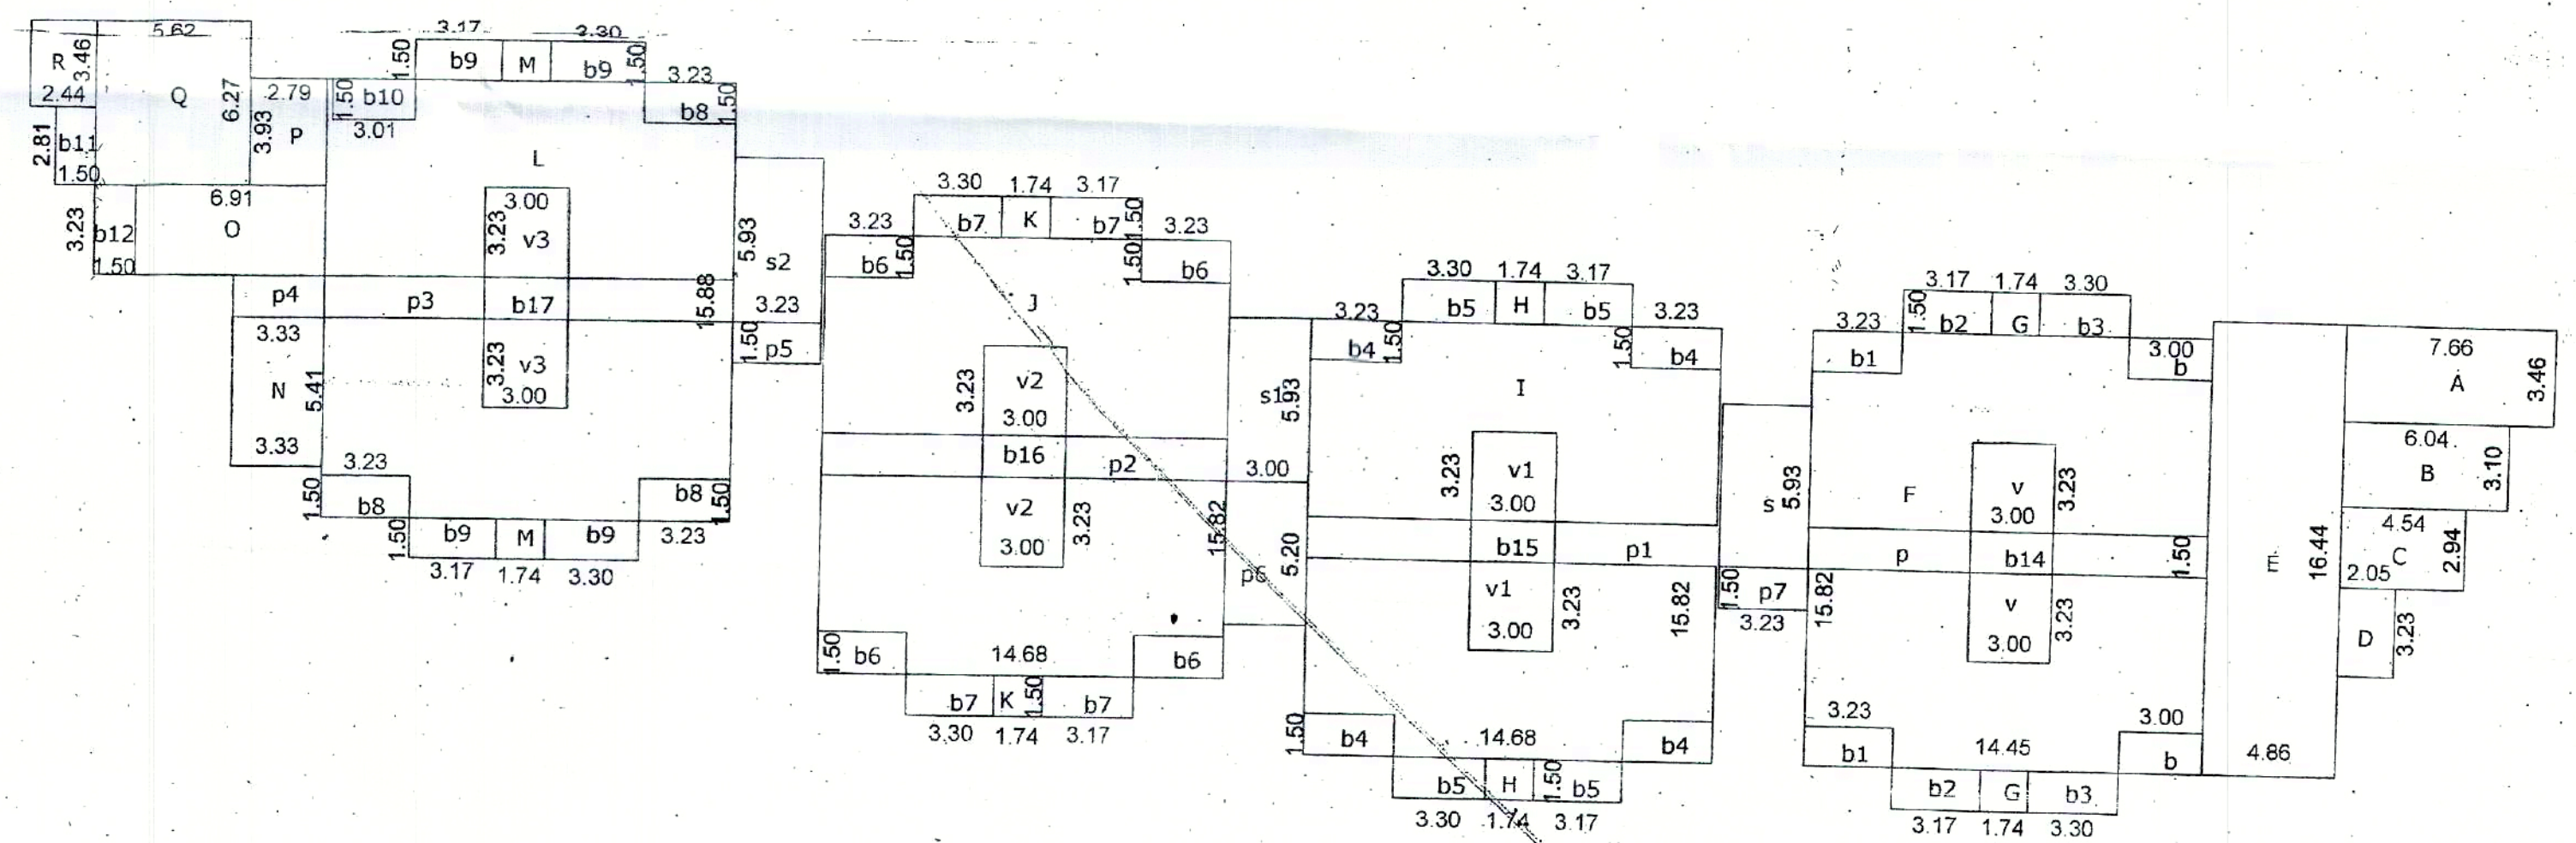 5.62
R 3.46
2.44
Q
6.27
2.79
3.93 P
2.81 b11
1.50
6.91
3.23 b12 O
1.50
3.17 3.30
1.50 b9 M b9 1.50
3.23
1.50 b10
3.01
b8 1.50
L
3.00
3.23 v3
p4 p3 b17 15.88
3.33
N 5.41
3.33
3.23 v3
3.00
3.23
1.50 b8
b8 1.50
1.50 b9 M b9 3.23
3.17 1.74 3.30
5.93 s2
3.23
1.50 p5
3.30 1.74 3.17
3.23 b7 K b7 1.50 3.23
b6 1.50 1.50 b6
J
3.23 v2
3.00
b16 p2
v2 3.23
3.00
15.82
1.50 b6 14.68 b6
b7 K 1.50 b7
3.30 1.74 3.17
s1 5.93
3.00
5.20
p6
3.30 1.74 3.17
3.23 b5 H b5 3.23
b4 1.50 1.50 b4
I
3.23 v1
3.00
b15 p1
v1 3.23 15.82
3.00
1.50 b4 14.68 b4
b5 H 1.50 b5
3.30 1.74 3.17
s 5.93
1.50 p7
3.23
3.17 1.74 3.30
3.23 1.50 b2 G b3
b1 3.00
b
F
v 3.23
3.00
p b14 1.50
15.82 v 3.23
3.00
3.23 3.00
b1 14.45 b
b2 G b3
3.17 1.74 3.30
E 16.44
4.86
7.66
A 3.46
6.04
B 3.10
4.54
C 2.94
2.05
D 3.23